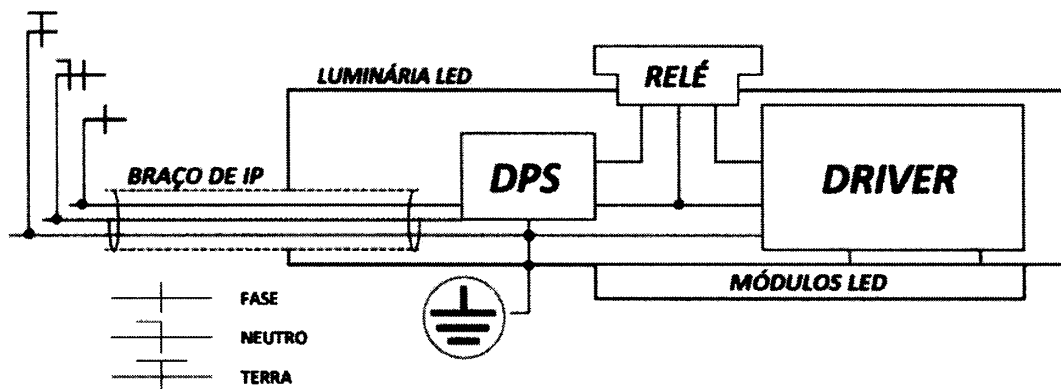 LUMINÁRIA LED
RELÉ
BRAÇO DE IP
DPS
DRIVER
MÓDULOS LED
FASE
NEUTRO
TERRA